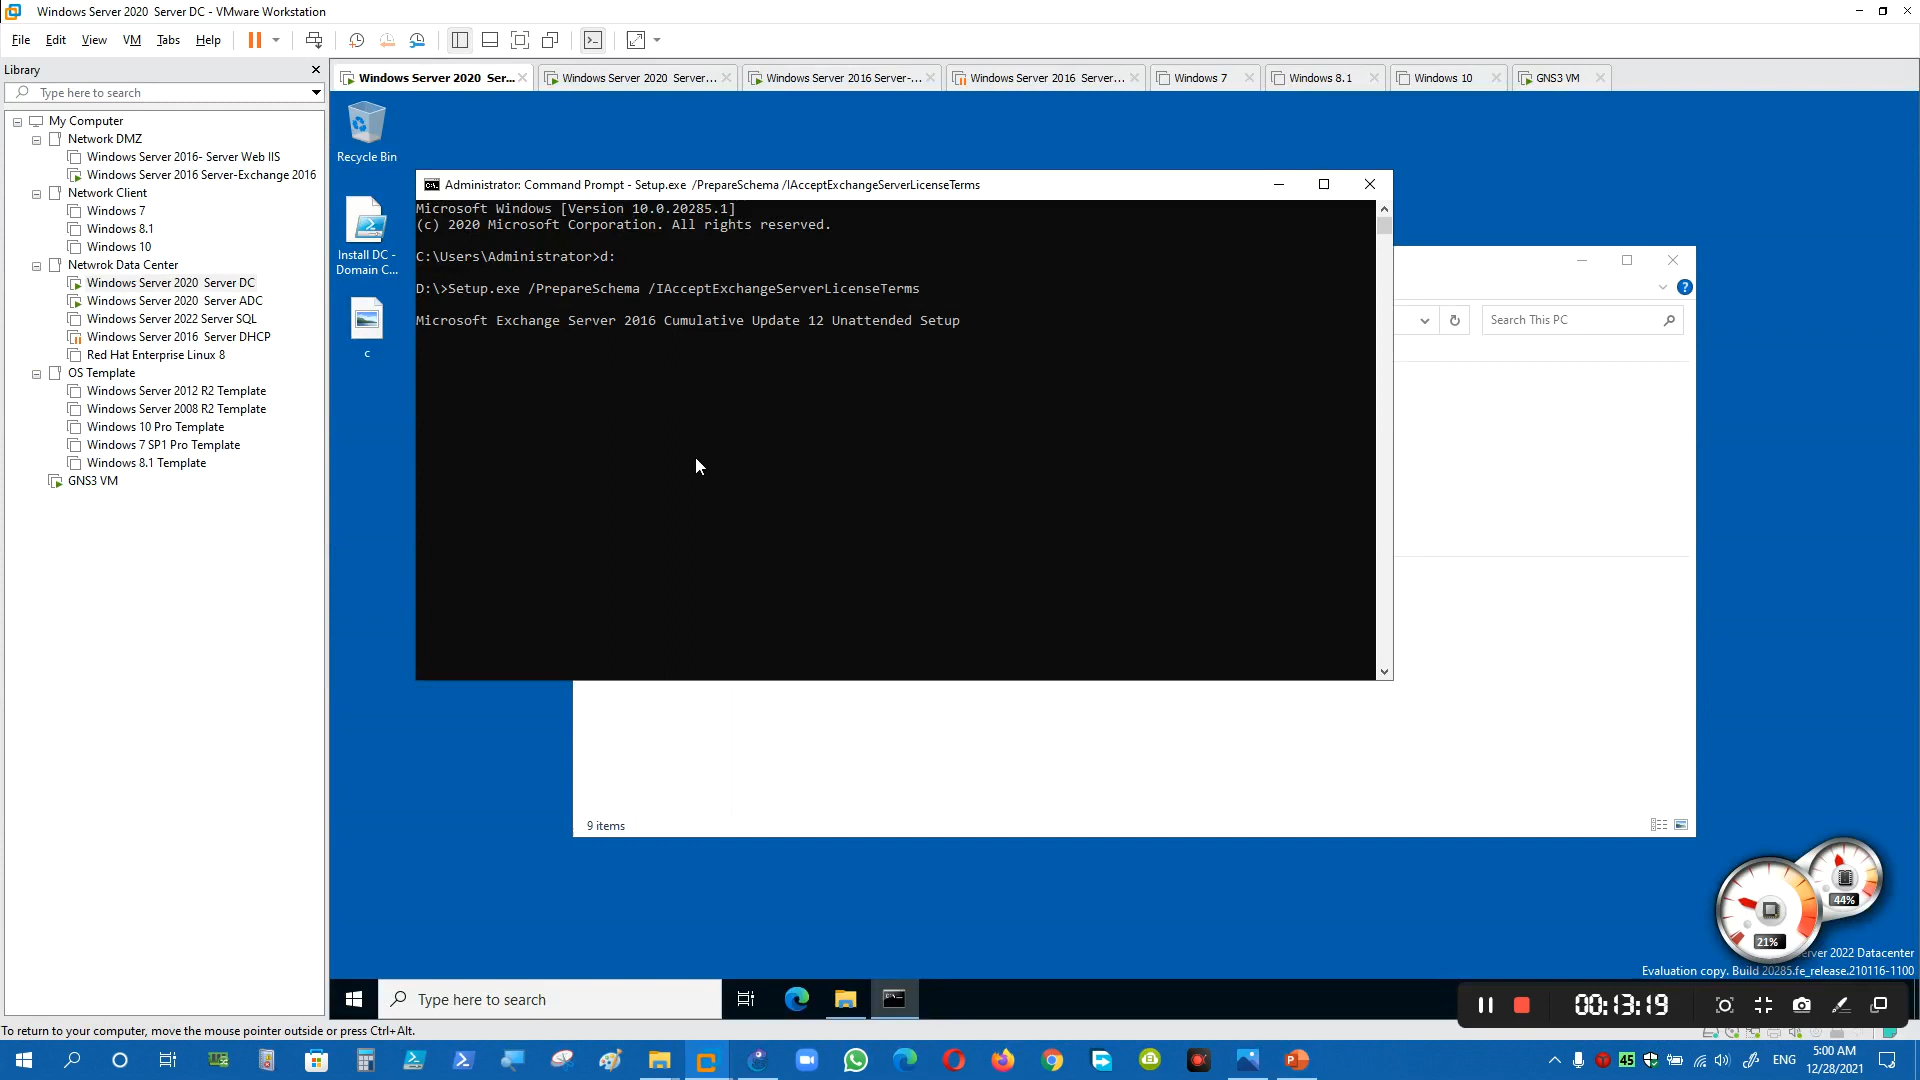 Windows Server 2020  Server DC - VMware Workstation
File Edit View VM Tabs Help
Library
Type here to search
My Computer
Network DMZ
Windows Server 2016- Server Web IIS
Windows Server 2016 Server-Exchange 2016
Network Client
Windows 7
Windows 8.1
Windows 10
Netwrok Data Center
Windows Server 2020  Server DC
Windows Server 2020  Server ADC
Windows Server 2022 Server SQL
Windows Server 2016  Server DHCP
Red Hat Enterprise Linux 8
OS Template
Windows Server 2012 R2 Template
Windows Server 2008 R2 Template
Windows 10 Pro Template
Windows 7 SP1 Pro Template
Windows 8.1 Template
GNS3 VM
Windows Server 2020  Ser...
Windows Server 2020  Server...
Windows Server 2016 Server-...
Windows Server 2016  Server...
Windows 7
Windows 8.1
Windows 10
GNS3 VM
Recycle Bin
Install DC -
Domain C...
c
Administrator: Command Prompt - Setup.exe  /PrepareSchema /IAcceptExchangeServerLicenseTerms
Microsoft Windows [Version 10.0.20285.1]
(c) 2020 Microsoft Corporation. All rights reserved.
C:\Users\Administrator>d:
D:\>Setup.exe /PrepareSchema /IAcceptExchangeServerLicenseTerms
Microsoft Exchange Server 2016 Cumulative Update 12 Unattended Setup
Search This PC
9 items
44%
21%
erver 2022 Datacenter
Evaluation copy. Build 20285.fe_release.210116-1100
Type here to search
00:13:19
To return to your computer, move the mouse pointer outside or press Ctrl+Alt.
45
ENG
5:00 AM
12/28/2021